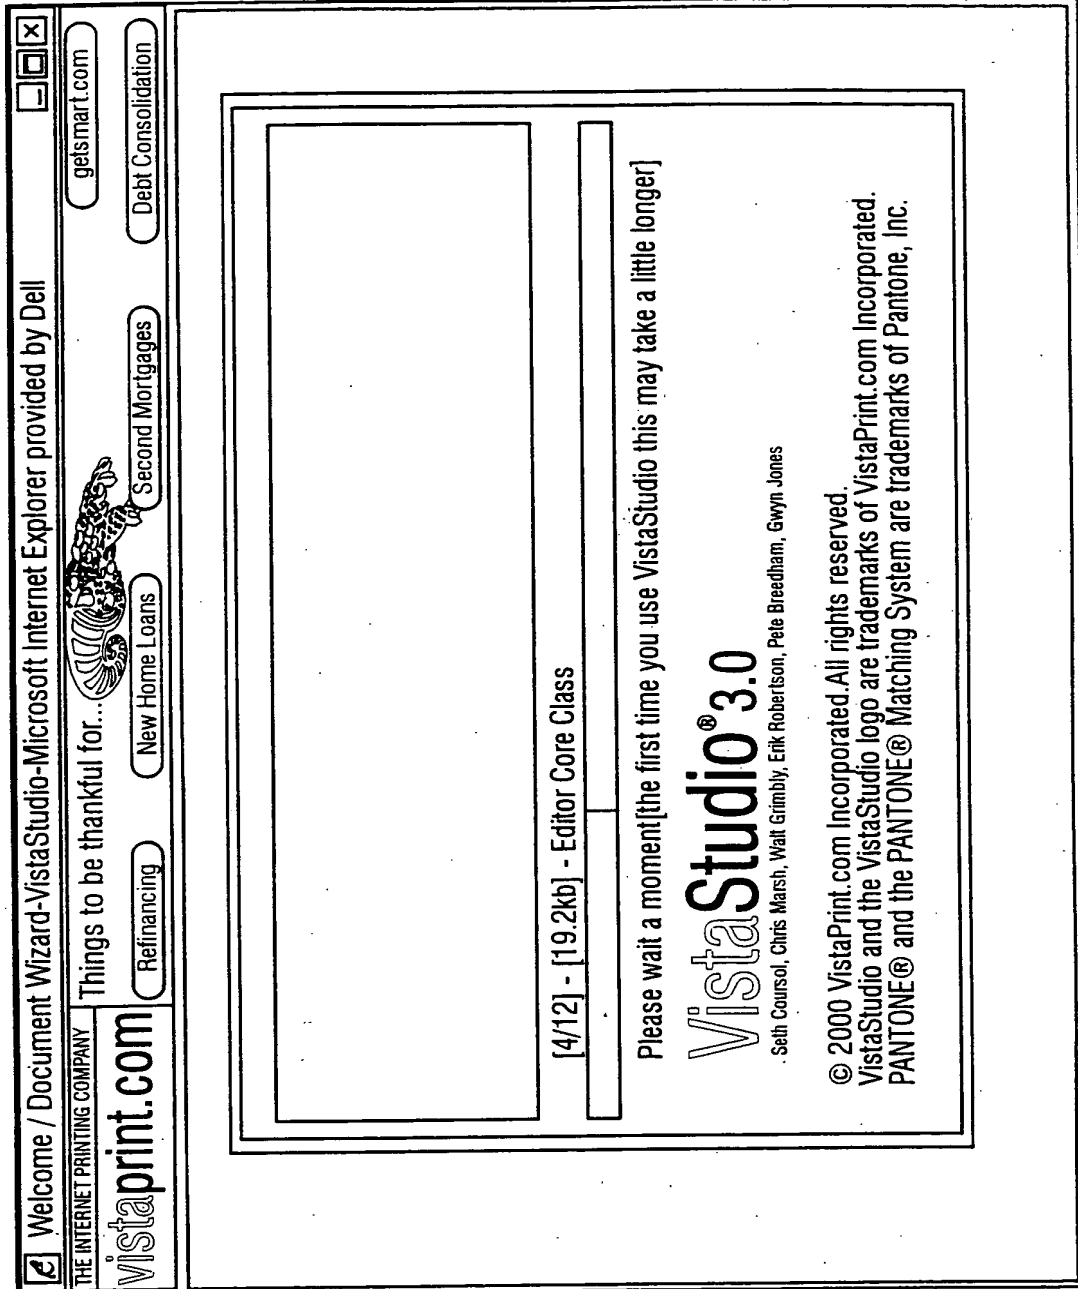 Welcome / Document Wizard-VistaStudio-Microsoft Internet Explorer provided by Dell
THE INTERNET PRINTING COMPANY
vistaprint.com
Things to be thankful for...
getsmart.com
Refinancing
New Home Loans
Second Mortgages
Debt Consolidation
[4/12] - [19.2kb] - Editor Core Class
Please wait a moment[the first time you use VistaStudio this may take a little longer]
VistaStudio® 3.0
Seth Coursol, Chris Marsh, Walt Grimbly, Erik Robertson, Pete Breedham, Gwyn Jones
© 2000 VistaPrint.com Incorporated.All rights reserved.
VistaStudio and the VistaStudio logo are trademarks of VistaPrint.com Incorporated.
PANTONE® and the PANTONE® Matching System are trademarks of Pantone, Inc.